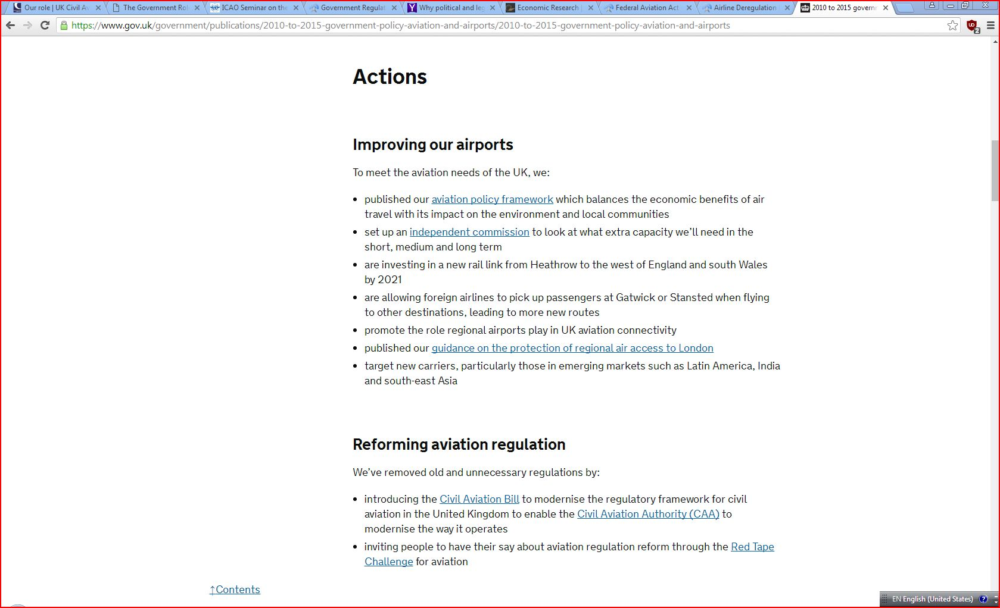 Our role | UK Civil Av
The Government Rol
ICAO Seminar on the
Government Regulat
Why political and leg
Economic Research |
Federal Aviation Act
Airline Deregulation
2010 to 2015 governm
https://www.gov.uk/government/publications/2010-to-2015-government-policy-aviation-and-airports/2010-to-2015-government-policy-aviation-and-airports
2
Actions
Improving our airports
To meet the aviation needs of the UK, we:
• published our aviation policy framework which balances the economic benefits of air
travel with its impact on the environment and local communities
• set up an independent commission to look at what extra capacity we’ll need in the
short, medium and long term
• are investing in a new rail link from Heathrow to the west of England and south Wales
by 2021
• are allowing foreign airlines to pick up passengers at Gatwick or Stansted when flying
to other destinations, leading to more new routes
• promote the role regional airports play in UK aviation connectivity
• published our guidance on the protection of regional air access to London
• target new carriers, particularly those in emerging markets such as Latin America, India
and south-east Asia
Reforming aviation regulation
We’ve removed old and unnecessary regulations by:
• introducing the Civil Aviation Bill to modernise the regulatory framework for civil
aviation in the United Kingdom to enable the Civil Aviation Authority (CAA) to
modernise the way it operates
• inviting people to have their say about aviation regulation reform through the Red Tape
Challenge for aviation
↑Contents
EN English (United States) ?